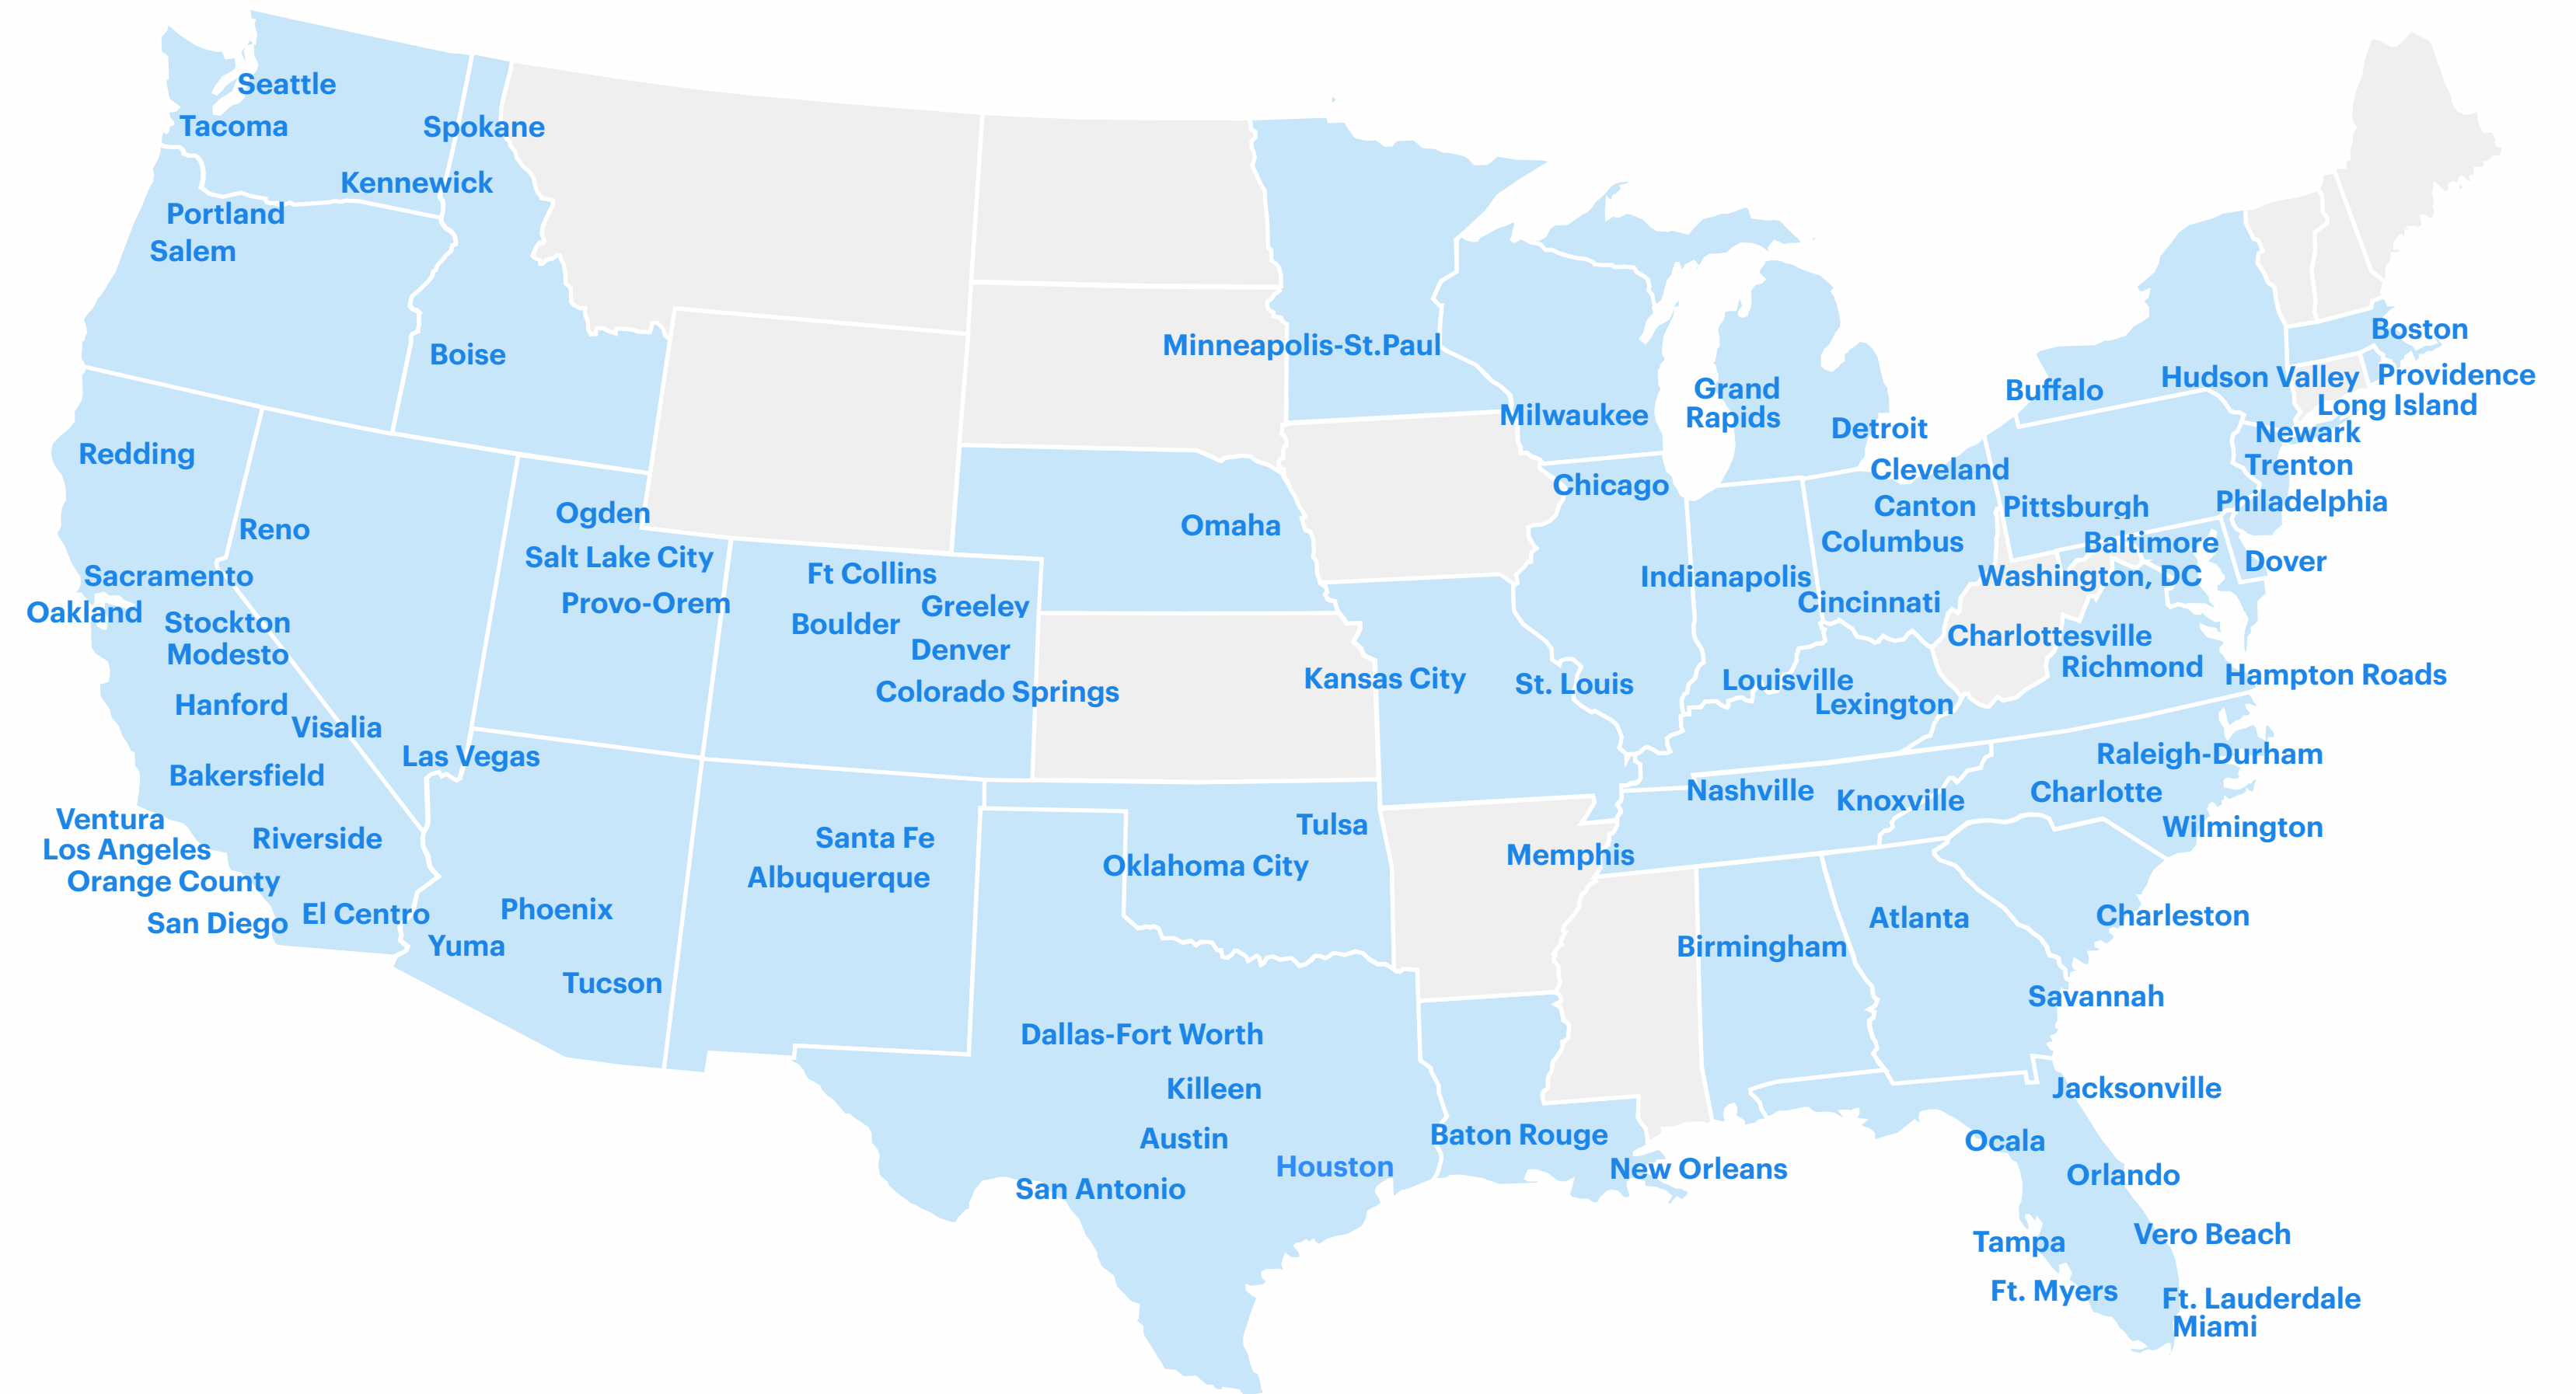 Seattle
Tacoma
Spokane
Kennewick
Portland
Salem
Boise
Minneapolis-St.Paul
Milwaukee
Grand
Rapids
Detroit
Buffalo
Hudson Valley
Boston
Providence
Long Island
Newark
Trenton
Philadelphia
Redding
Reno
Ogden
Salt Lake City
Provo-Orem
Ft Collins
Greeley
Boulder
Denver
Colorado Springs
Omaha
Chicago
Cleveland
Canton
Pittsburgh
Columbus
Baltimore
Dover
Washington, DC
Indianapolis
Cincinnati
Sacramento
Oakland
Stockton
Modesto
Hanford
Visalia
Las Vegas
Bakersfield
Kansas City
St. Louis
Louisville
Lexington
Charlottesville
Richmond
Hampton Roads
Raleigh-Durham
Charlotte
Wilmington
Nashville
Knoxville
Memphis
Ventura
Los Angeles
Riverside
Orange County
San Diego
El Centro
Yuma
Phoenix
Tucson
Santa Fe
Albuquerque
Tulsa
Oklahoma City
Birmingham
Atlanta
Charleston
Savannah
Dallas-Fort Worth
Killeen
Austin
Houston
San Antonio
Baton Rouge
New Orleans
Jacksonville
Ocala
Orlando
Vero Beach
Tampa
Ft. Myers
Ft. Lauderdale
Miami